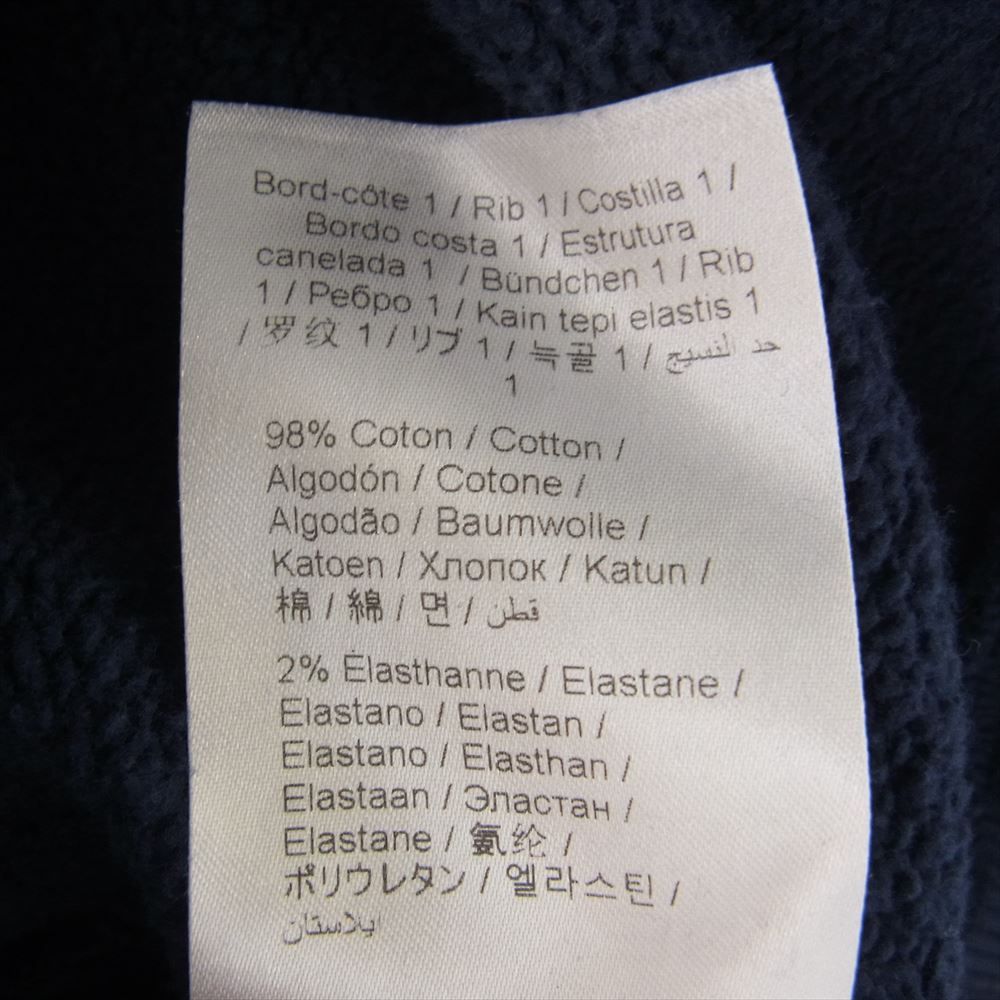 Bord-côte 1 / Rib 1 / Costilla 1 /
Bordo costa 1 / Estrutura
canelada 1 / Bündchen 1 / Rib
1 / Ребро 1 / Kain tepi elastis 1
/ 罗纹 1 / リブ 1 / 늑골 1 / حد النسيج
1
98% Coton / Cotton /
Algodón / Cotone /
Algodão / Baumwolle /
Katoen / Хлопок / Katun /
棉 / 綿 / 면 / قطن
2% Élasthanne / Elastane /
Elastano / Elastan /
Elastano / Elasthan /
Elastaan / Эластан /
Elastane / 氨纶 /
ポリウレタン / 엘라스틴 /
ايلاستان